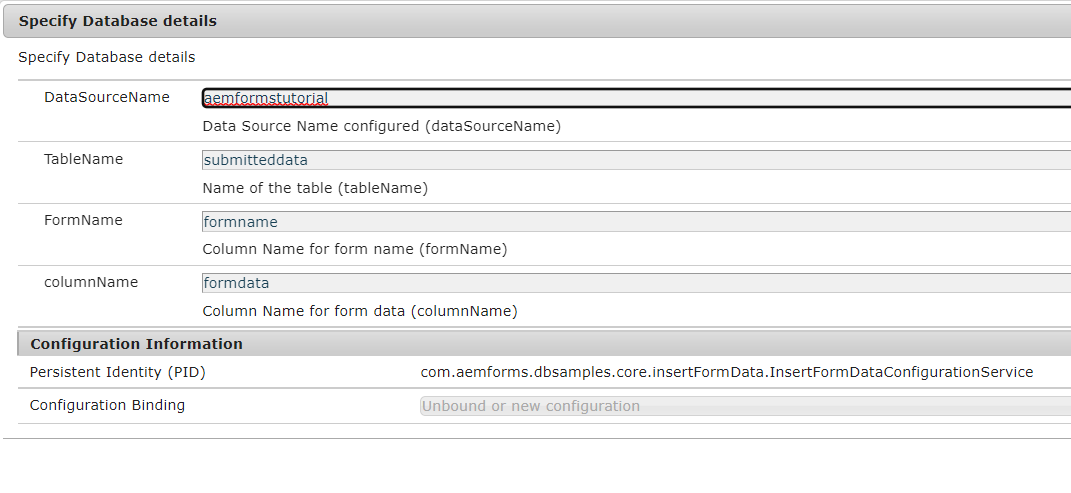 Specify Database details
Specify Database details
DataSourceName aemformstutorial
Data Source Name configured (dataSourceName)
TableName submitteddata
Name of the table (tableName)
FormName formname
Column Name for form name (formName)
columnName formdata
Column Name for form data (columnName)
Configuration Information
Persistent Identity (PID) com.aemforms.dbsamples.core.insertFormData.InsertFormDataConfigurationService
Configuration Binding Unbound or new configuration